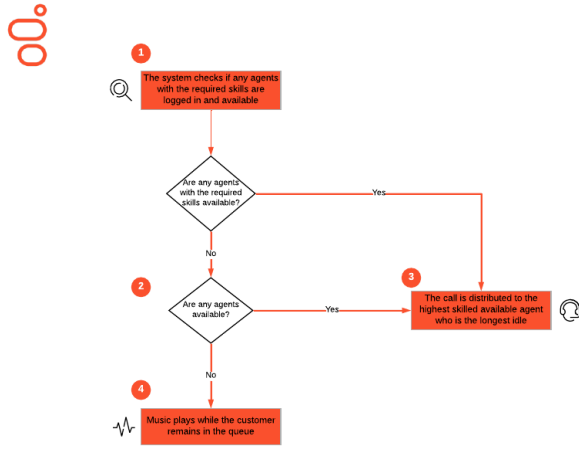 1
The system checks if any agents
with the required skills are
logged in and available
Are any agents
with the required
skills available?
Yes
No
2
Are any agents
available?
Yes
3
The call is distributed to the
highest skilled available agent
who is the longest idle
No
4
Music plays while the customer
remains in the queue